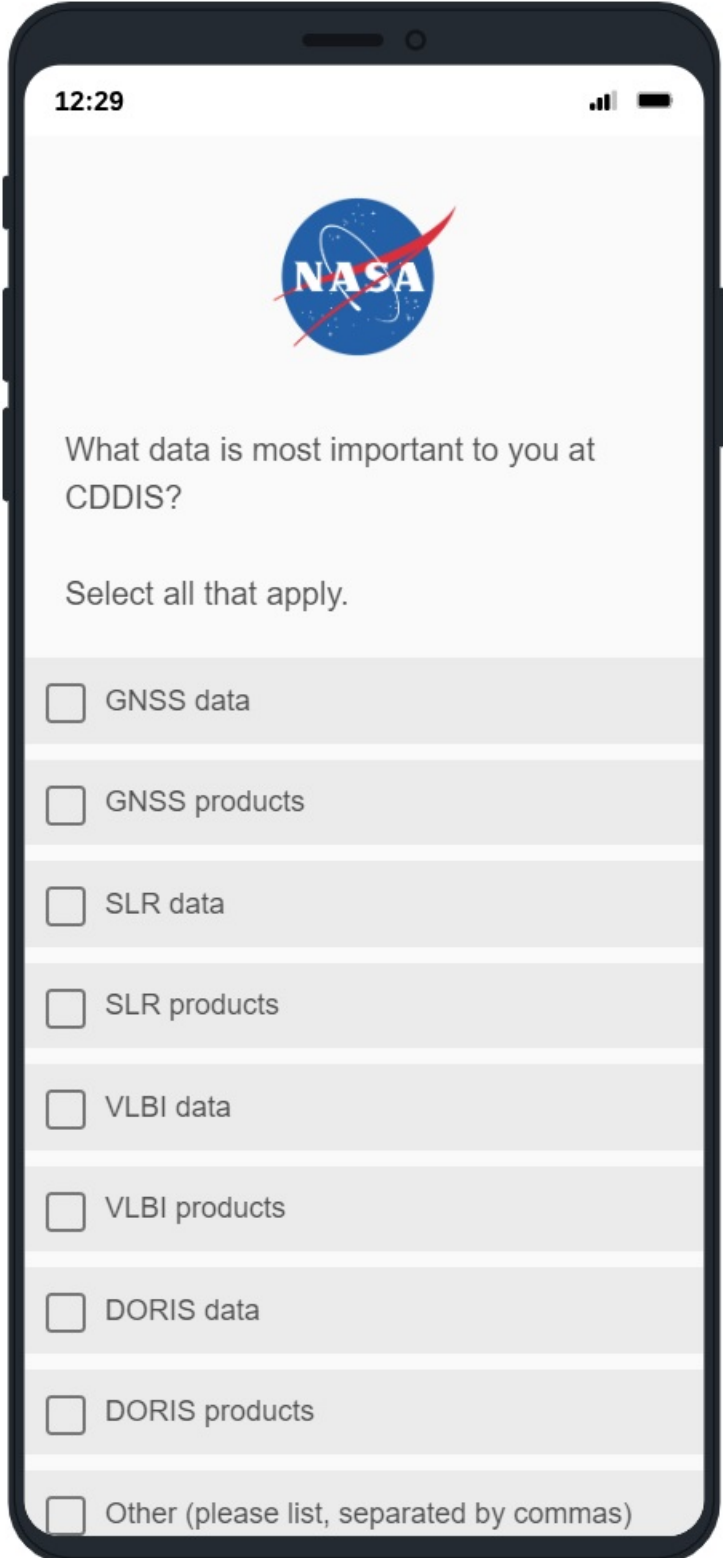 12:29
NASA
What data is most important to you at
CDDIS?
Select all that apply.
GNSS data
GNSS products
SLR data
SLR products
VLBI data
VLBI products
DORIS data
DORIS products
Other (please list, separated by commas)